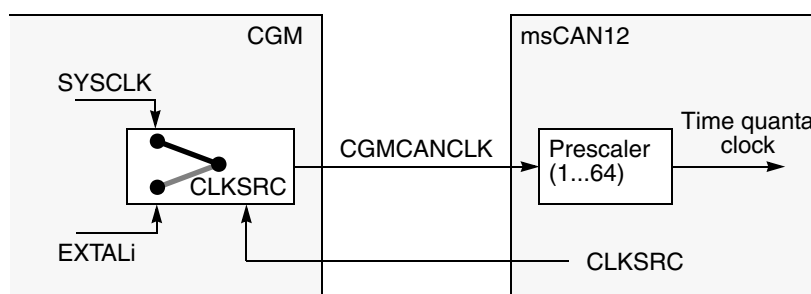 CGM
msCAN12
SYSCLK
CGMCANCLK
Prescaler
(1...64)
Time quanta
clock
CLKSRC
EXTALi
CLKSRC